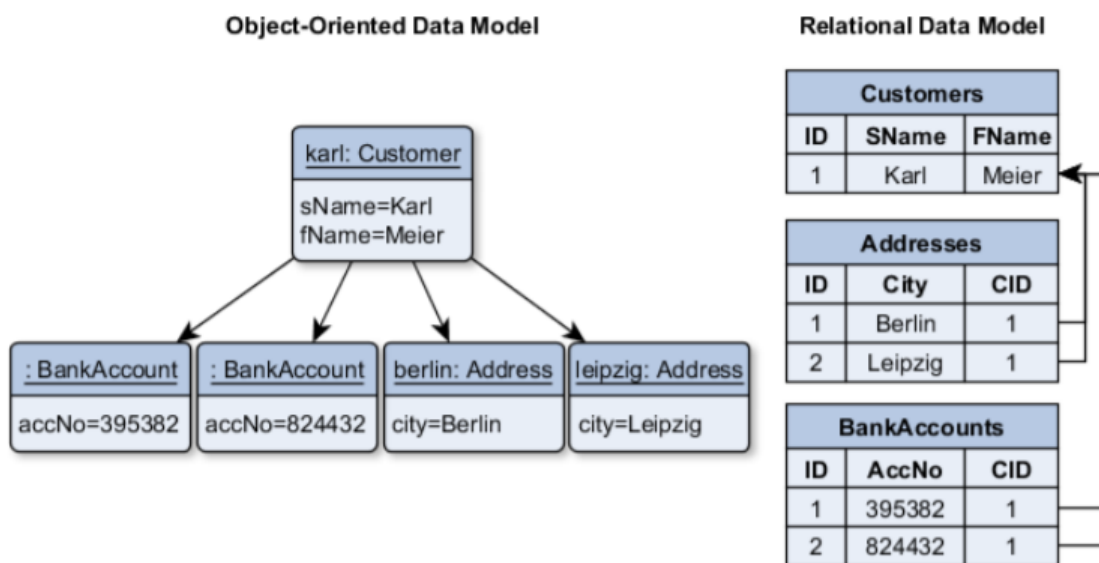 Object-Oriented Data Model
karl: Customer
sName=Karl
fName=Meier
: BankAccount
accNo=395382
: BankAccount
accNo=824432
berlin: Address
city=Berlin
leipzig: Address
city=Leipzig
Relational Data Model
Customers
ID SName FName
1 Karl Meier
Addresses
ID City CID
1 Berlin 1
2 Leipzig 1
BankAccounts
ID AccNo CID
1 395382 1
2 824432 1